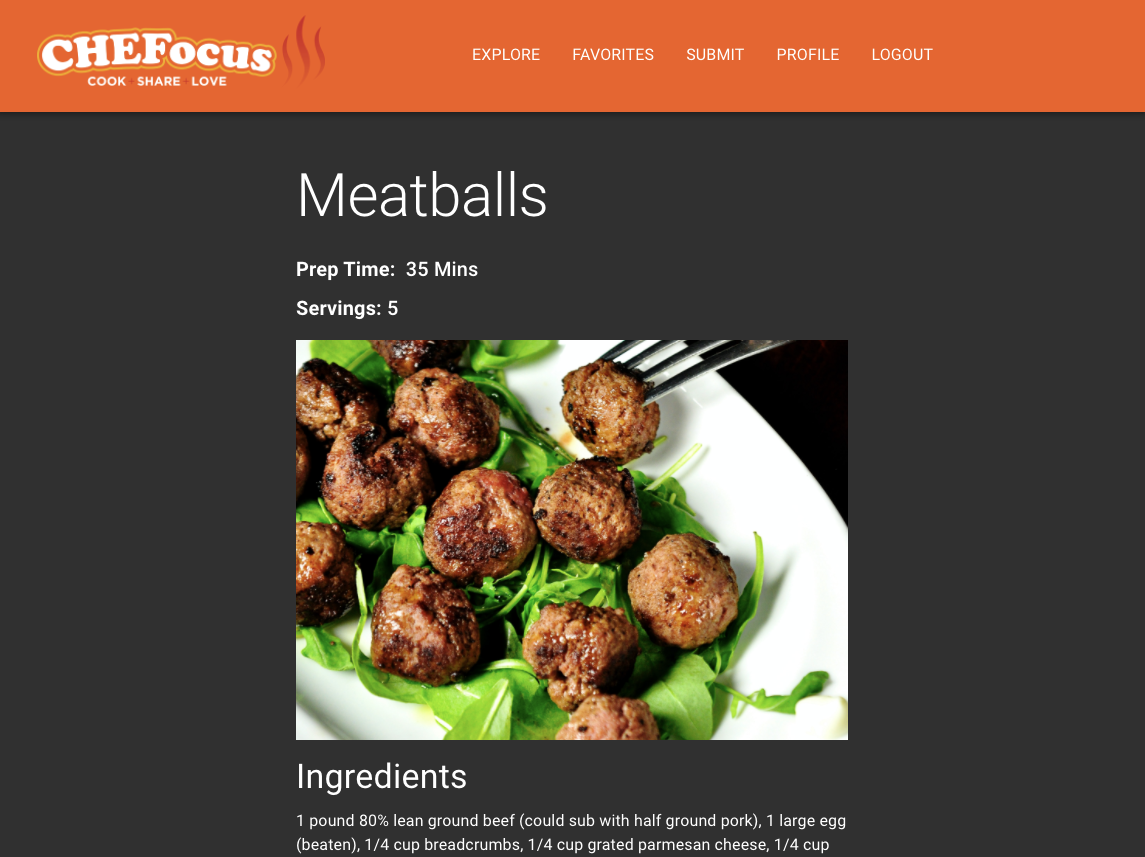 CHEFocus
COOK + SHARE + LOVE
EXPLORE FAVORITES SUBMIT PROFILE LOGOUT
Meatballs
Prep Time: 35 Mins
Servings: 5
Ingredients
1 pound 80% lean ground beef (could sub with half ground pork), 1 large egg
(beaten), 1/4 cup breadcrumbs, 1/4 cup grated parmesan cheese, 1/4 cup